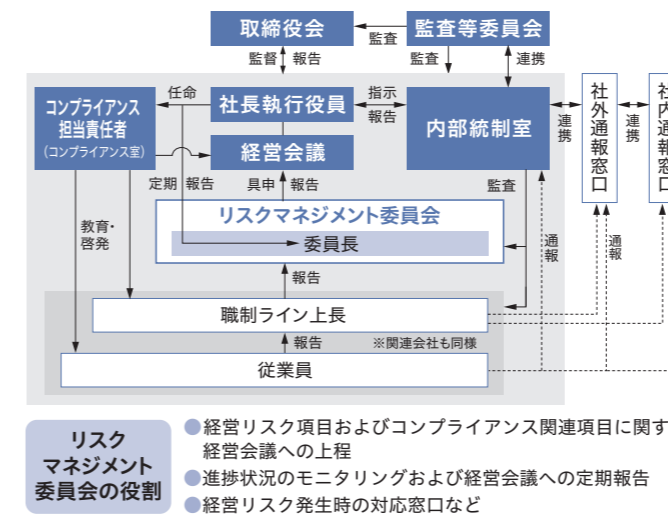 取締役会
監査等委員会
監査
監督
報告
監査
連携
コンプライアンス
担当責任者
(コンプライアンス室)
任命
社長執行役員
指示
報告
内部統制室
連携
社外通報窓口
連携
社内通報窓口
経営会議
定期
報告
具申
報告
監査
リスクマネジメント委員会
委員長
教育・
啓発
通報
通報
報告
職制ライン上長
報告
※関連会社も同様
従業員
リスク
マネジメント
委員会の役割
●経営リスク項目およびコンプライアンス関連項目に関す
経営会議への上程
●進捗状況のモニタリングおよび経営会議への定期報告
●経営リスク発生時の対応窓口など